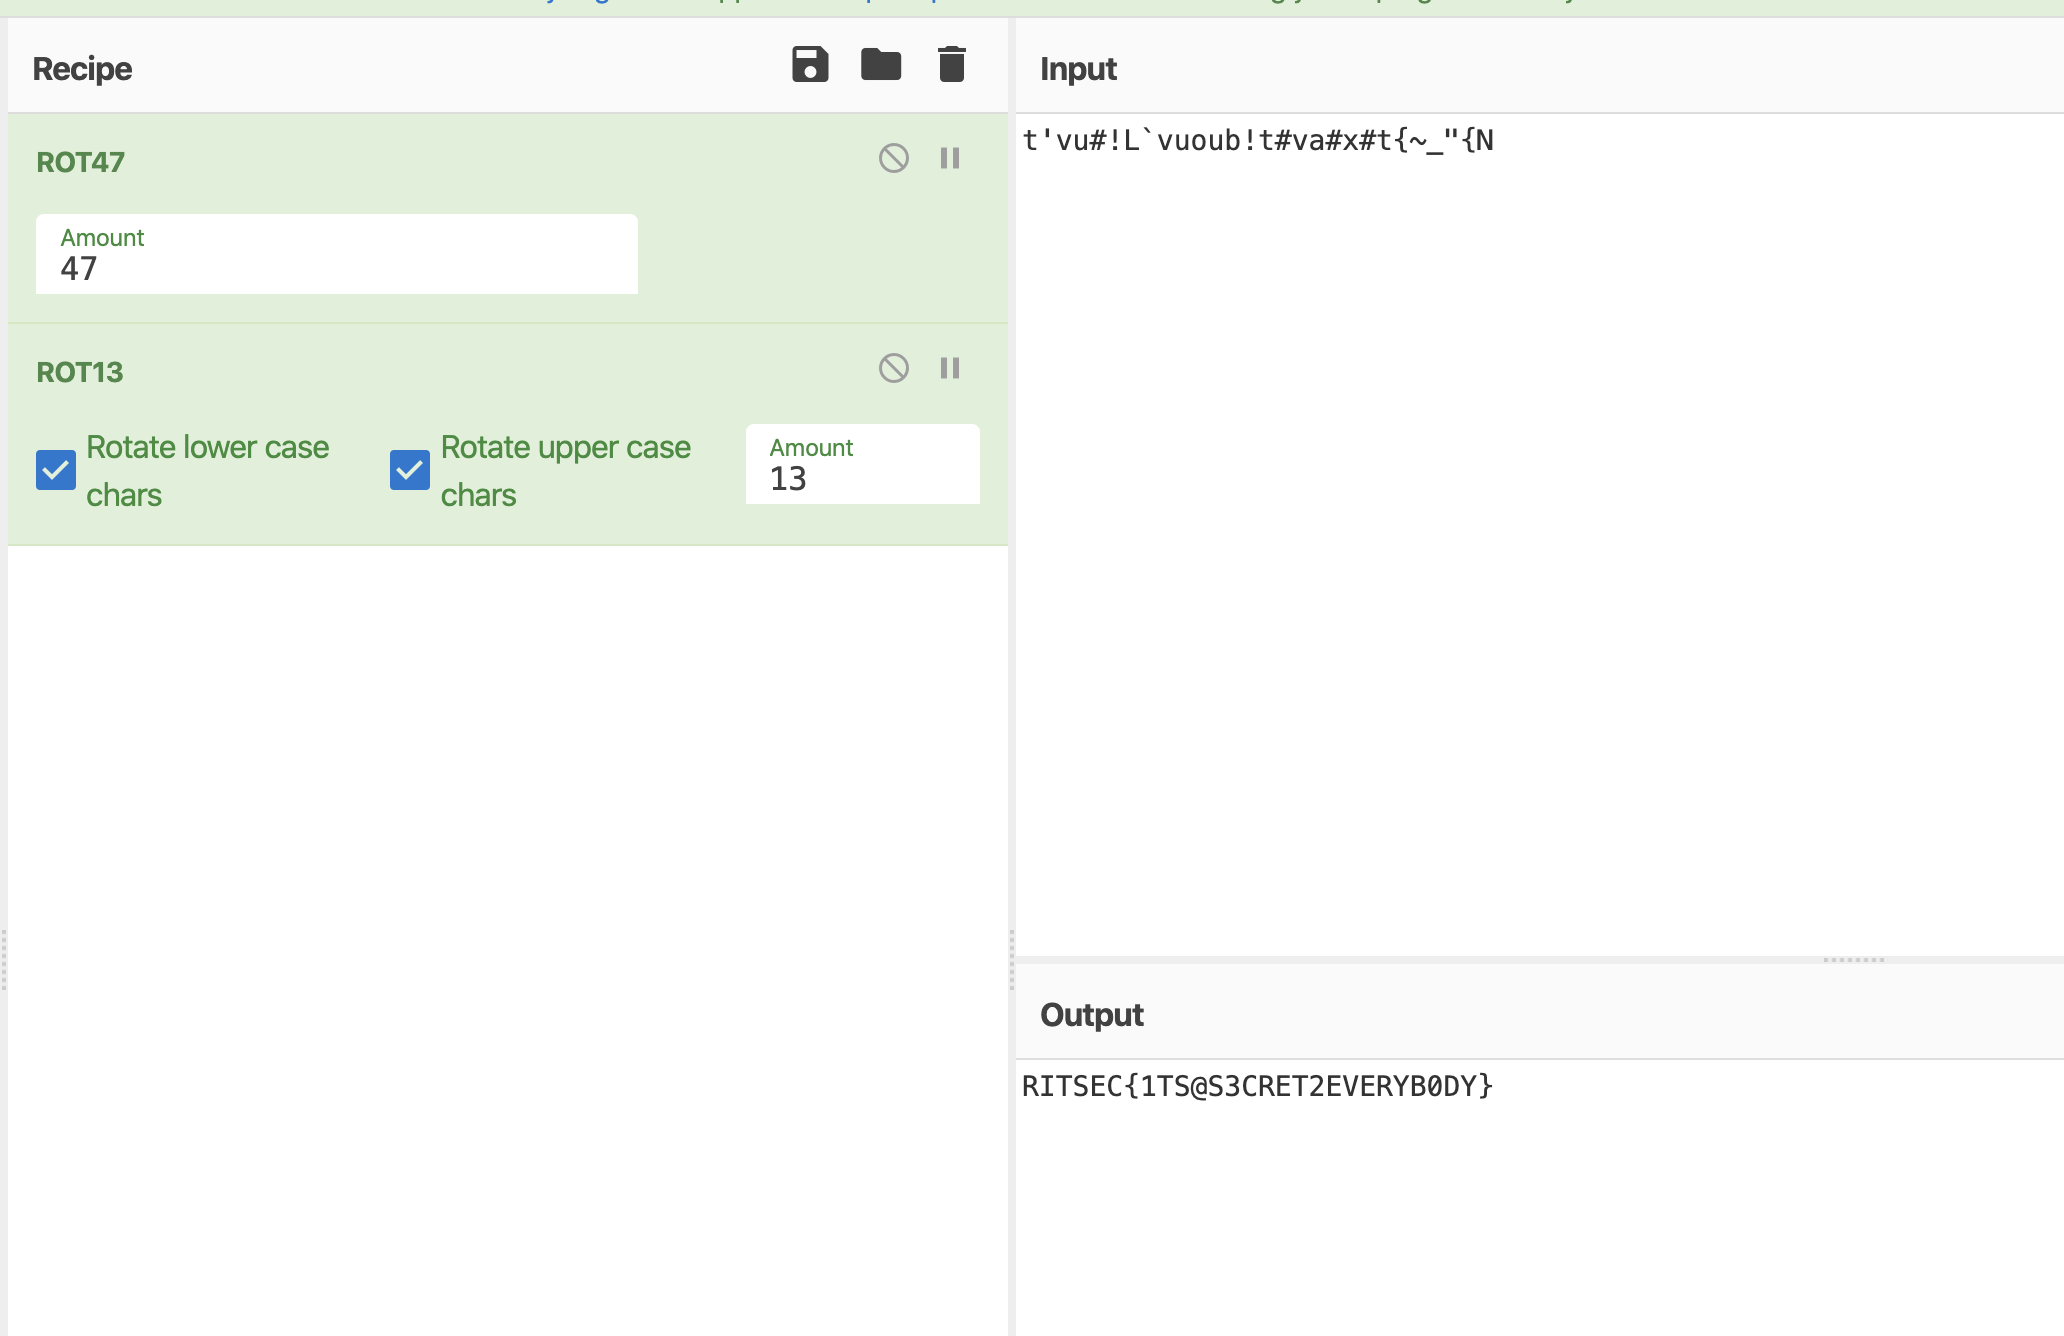 Recipe
ROT47
Amount
47
ROT13
Rotate lower case
chars
Rotate upper case
chars
Amount
13
Input
t'vu#!L`vuoub!t#va#x#t{~_"{N
Output
RITSEC{1TS@S3CRET2EVERYB0DY}